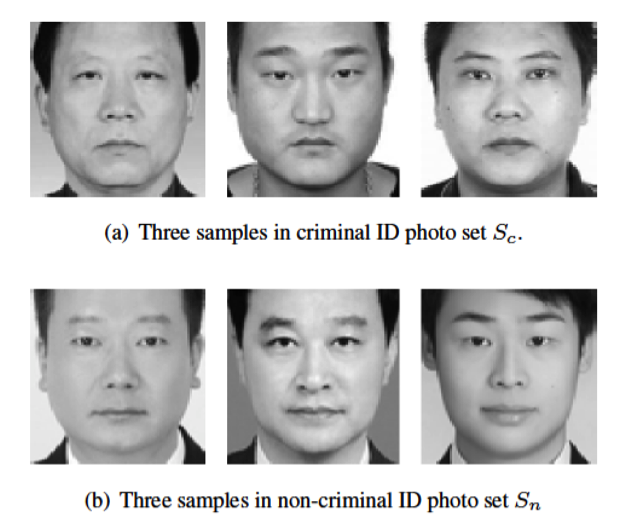 (a) Three samples in criminal ID photo set S_c.
(b) Three samples in non-criminal ID photo set S_n